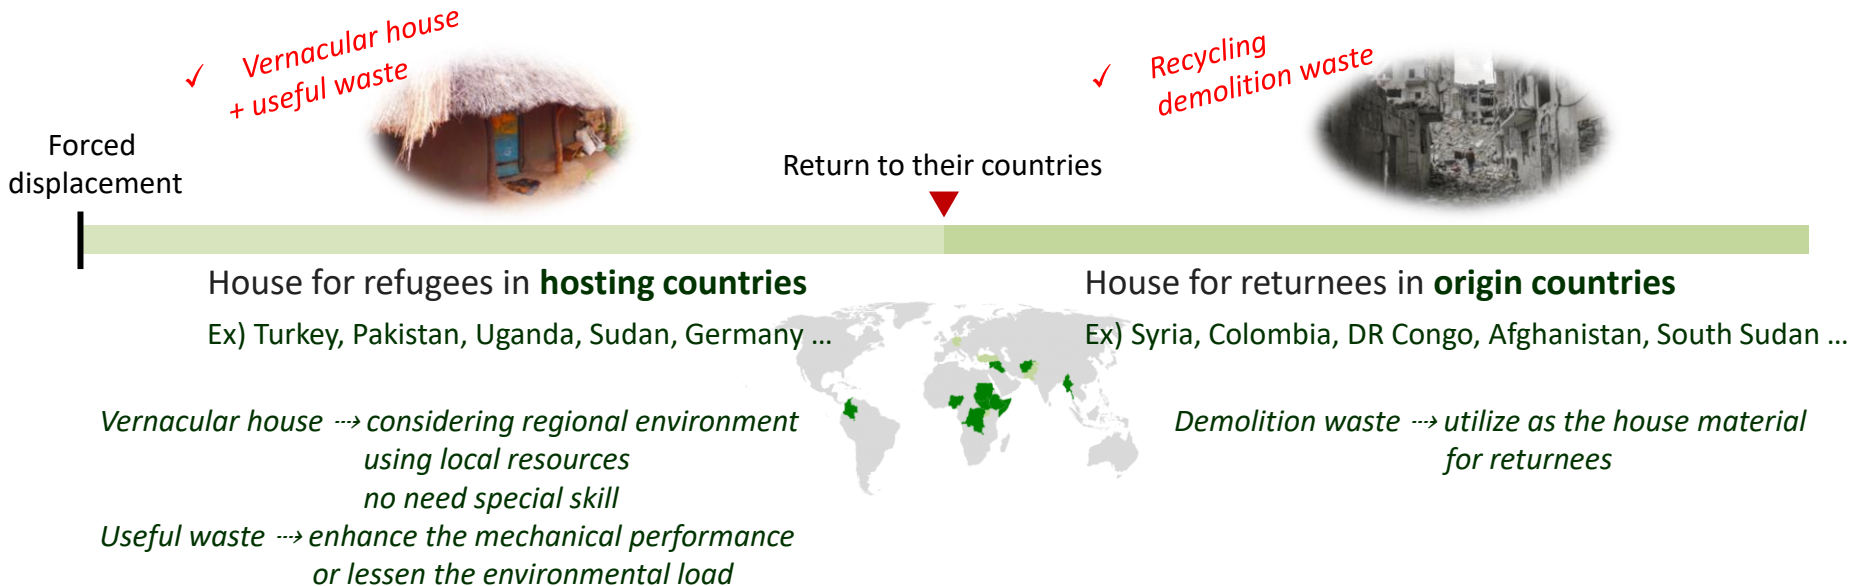 ✓ Vernacular house
+ useful waste
✓ Recycling
demolition waste
Forced
displacement
Return to their countries
House for refugees in hosting countries
Ex) Turkey, Pakistan, Uganda, Sudan, Germany ...
House for returnees in origin countries
Ex) Syria, Colombia, DR Congo, Afghanistan, South Sudan ...
Vernacular house ⤏ considering regional environment
using local resources
no need special skill
Useful waste ⤏ enhance the mechanical performance
or lessen the environmental load
Demolition waste ⤏ utilize as the house material
for returnees